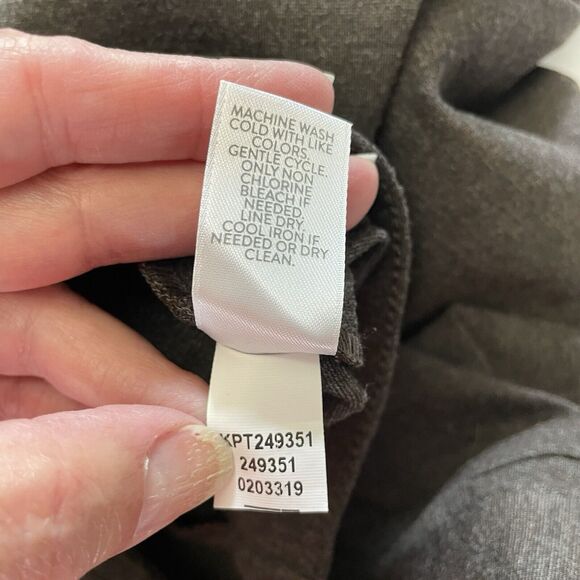 MACHINE WASH
COLD WITH LIKE
COLORS.
GENTLE CYCLE.
ONLY NON
CHLORINE
BLEACH IF
NEEDED.
LINE DRY.
COOL IRON IF
NEEDED OR DRY
CLEAN.
KPT249351
249351
0203319